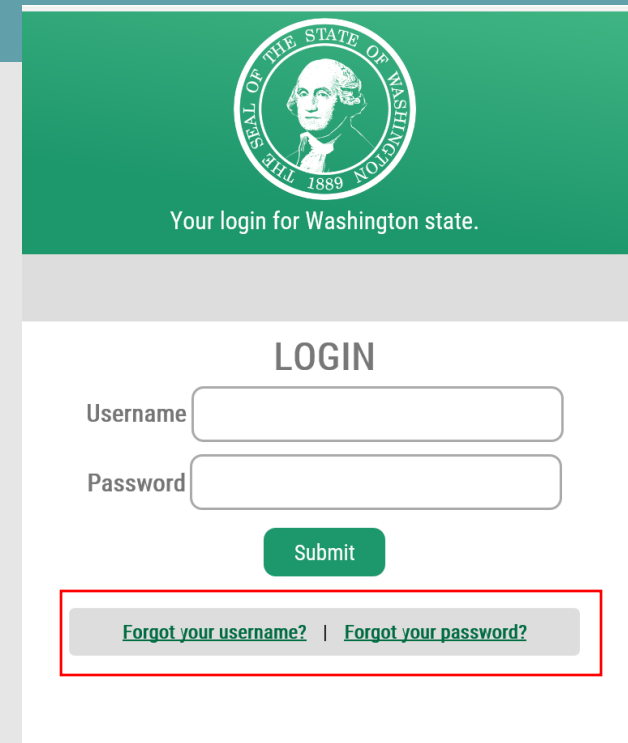 THE SEAL OF THE STATE OF WASHINGTON
1889
Your login for Washington state.
LOGIN
Username
Password
Submit
Forgot your username? | Forgot your password?